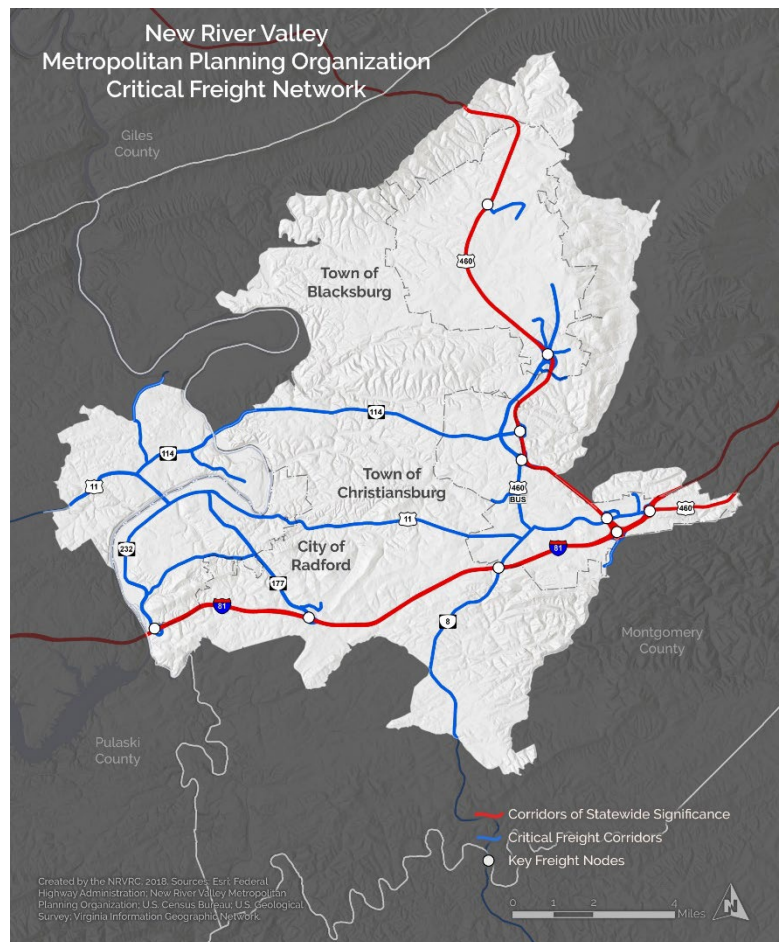 New River Valley
Metropolitan Planning Organization
Critical Freight Network
Giles
County
460
Town of
Blacksburg
114
114
11
Town of
Christiansburg
460
BUS
460
11
232
City of
Radford
81
177
81
8
Montgomery
County
Pulaski
County
Corridors of Statewide Significance
Critical Freight Corridors
Key Freight Nodes
Created by the NRVRC, 2018. Sources: Esri; Federal
Highway Administration; New River Valley Metropolitan
Planning Organization; U.S. Census Bureau; U.S. Geological
Survey; Virginia Information Geographic Network.
0 1 2 4
Miles
N